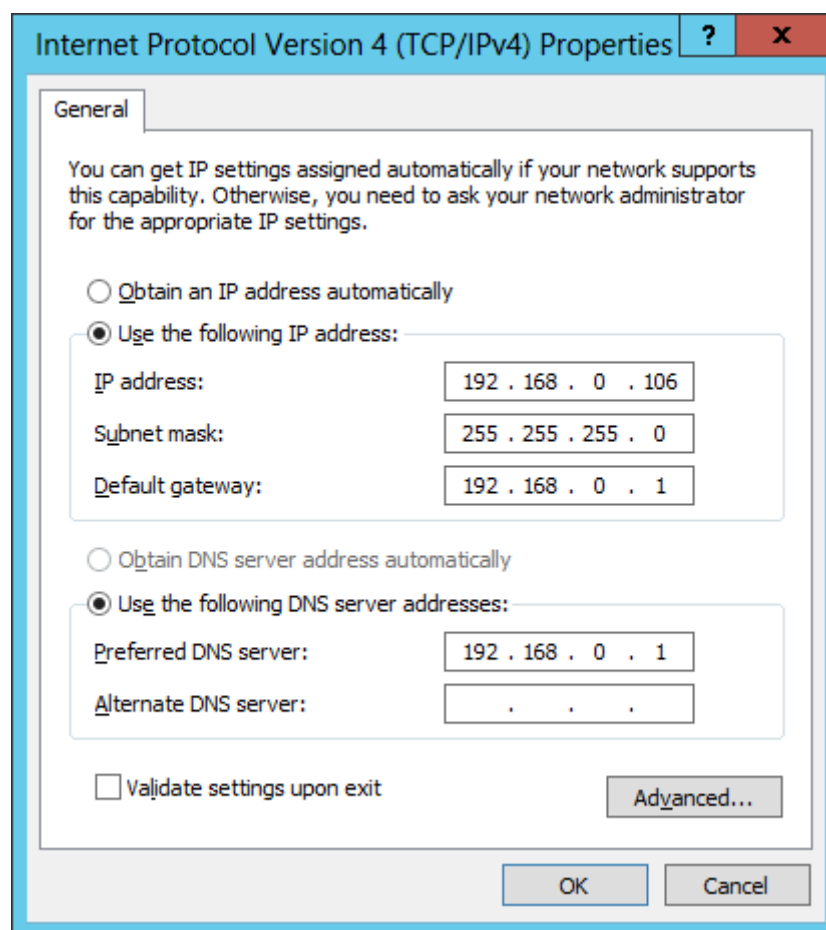 Internet Protocol Version 4 (TCP/IPv4) Properties ? x
General
You can get IP settings assigned automatically if your network supports
this capability. Otherwise, you need to ask your network administrator
for the appropriate IP settings.
Obtain an IP address automatically
Use the following IP address:
IP address: 192 . 168 . 0 . 106
Subnet mask: 255 . 255 . 255 . 0
Default gateway: 192 . 168 . 0 . 1
Obtain DNS server address automatically
Use the following DNS server addresses:
Preferred DNS server: 192 . 168 . 0 . 1
Alternate DNS server: . . .
Validate settings upon exit
Advanced...
OK Cancel